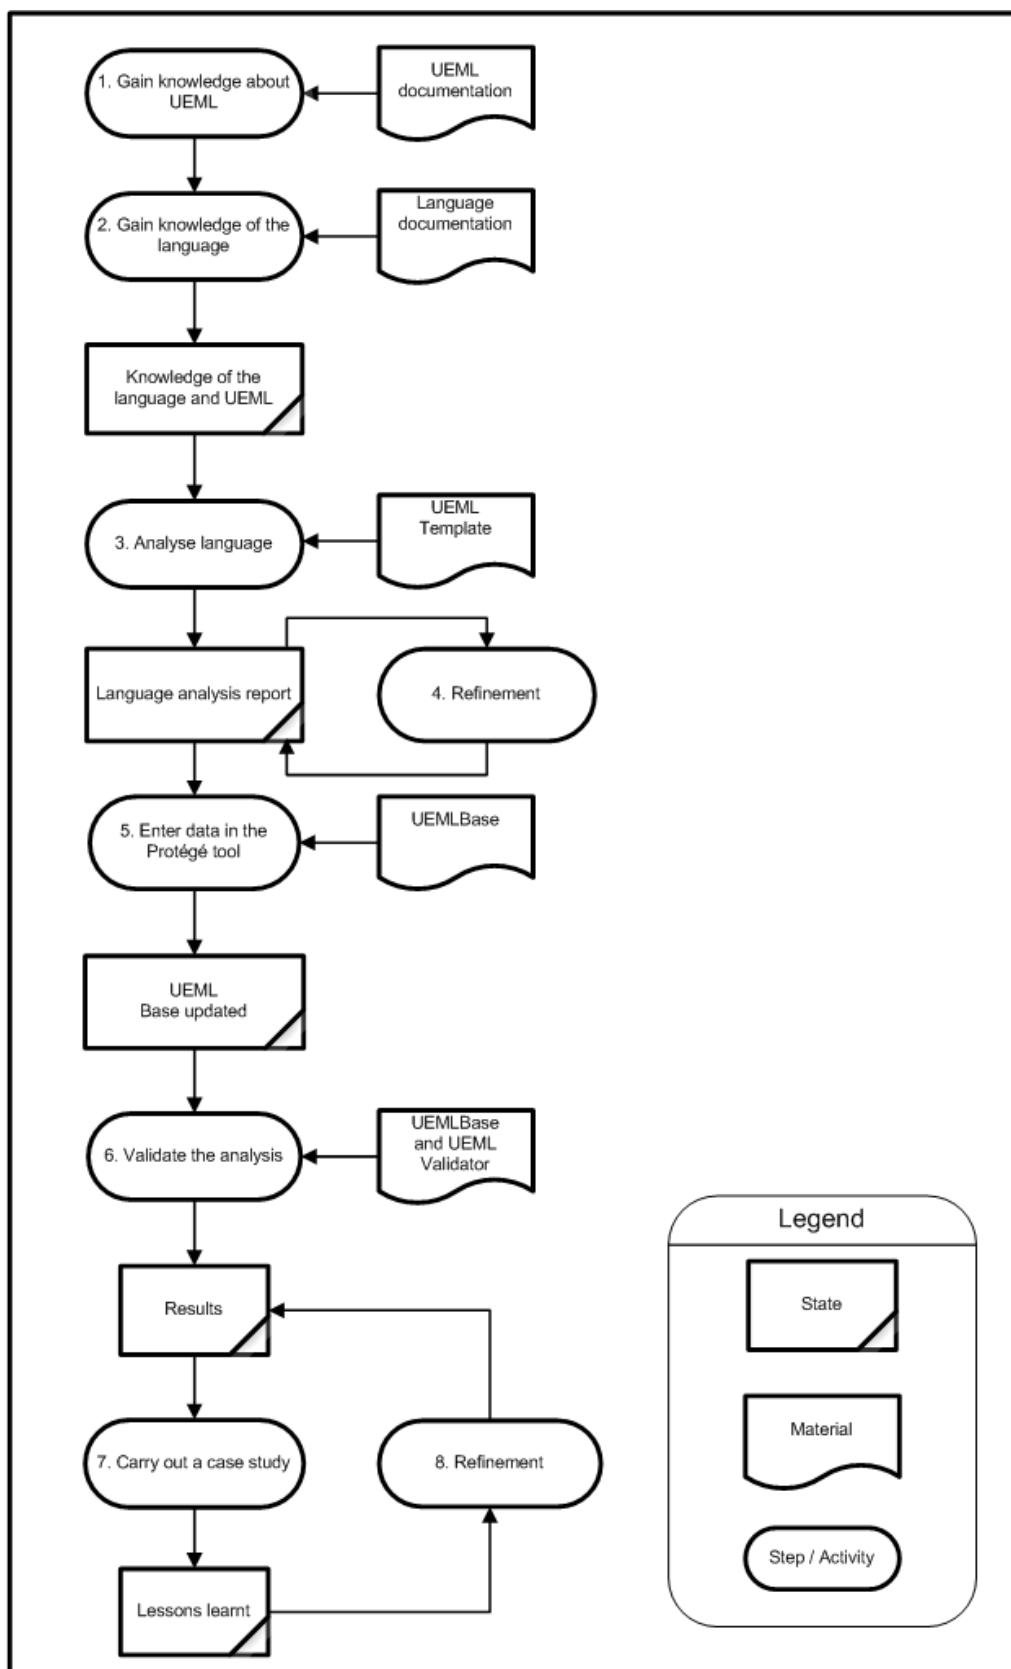 1. Gain knowledge about
UEML
UEML
documentation
2. Gain knowledge of the
language
Language
documentation
Knowledge of the
language and UEML
3. Analyse language
UEML
Template
Language analysis report
4. Refinement
5. Enter data in the
Protégé tool
UEMLBase
UEML
Base updated
6. Validate the analysis
UEMLBase
and UEML
Validator
Results
7. Carry out a case study
8. Refinement
Lessons learnt
Legend
State
Material
Step / Activity